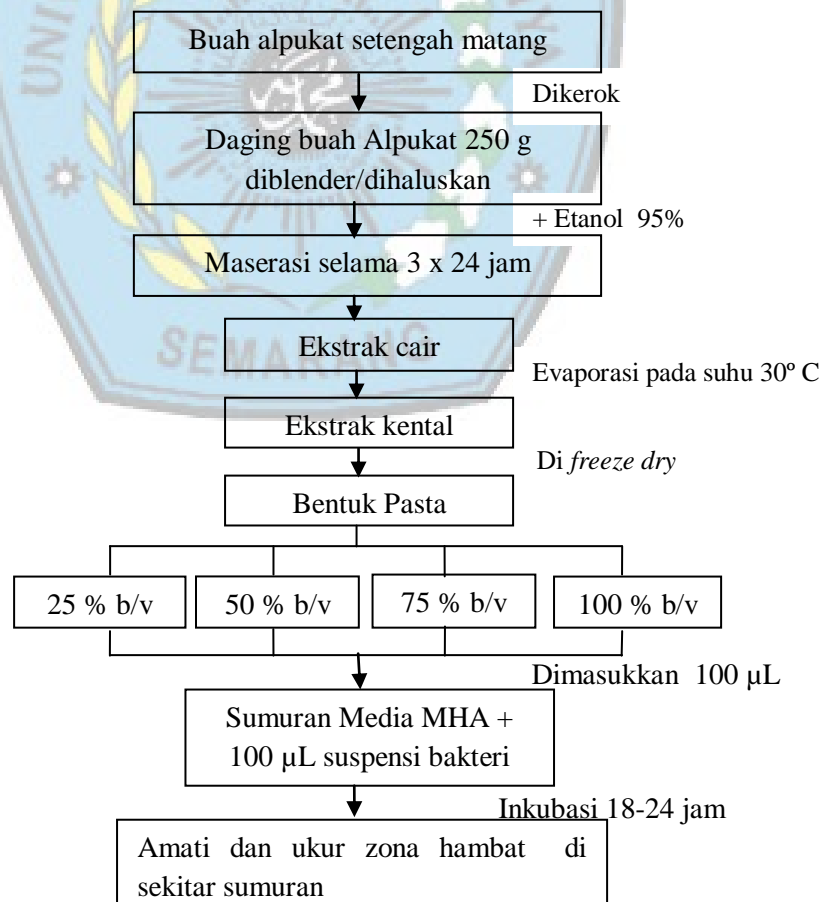 Buah alpukat setengah matang
Dikerok
Daging buah Alpukat 250 g
diblender/dihaluskan
+ Etanol 95%
Maserasi selama 3 x 24 jam
Ekstrak cair
SEMARANG
Evaporasi pada suhu 30º C
Ekstrak kental
Di freeze dry
Bentuk Pasta
25 % b/v
50 % b/v
75 % b/v
100 % b/v
Dimasukkan 100 µL
Sumuran Media MHA +
100 µL suspensi bakteri
Inkubasi 18-24 jam
Amati dan ukur zona hambat di
sekitar sumuran